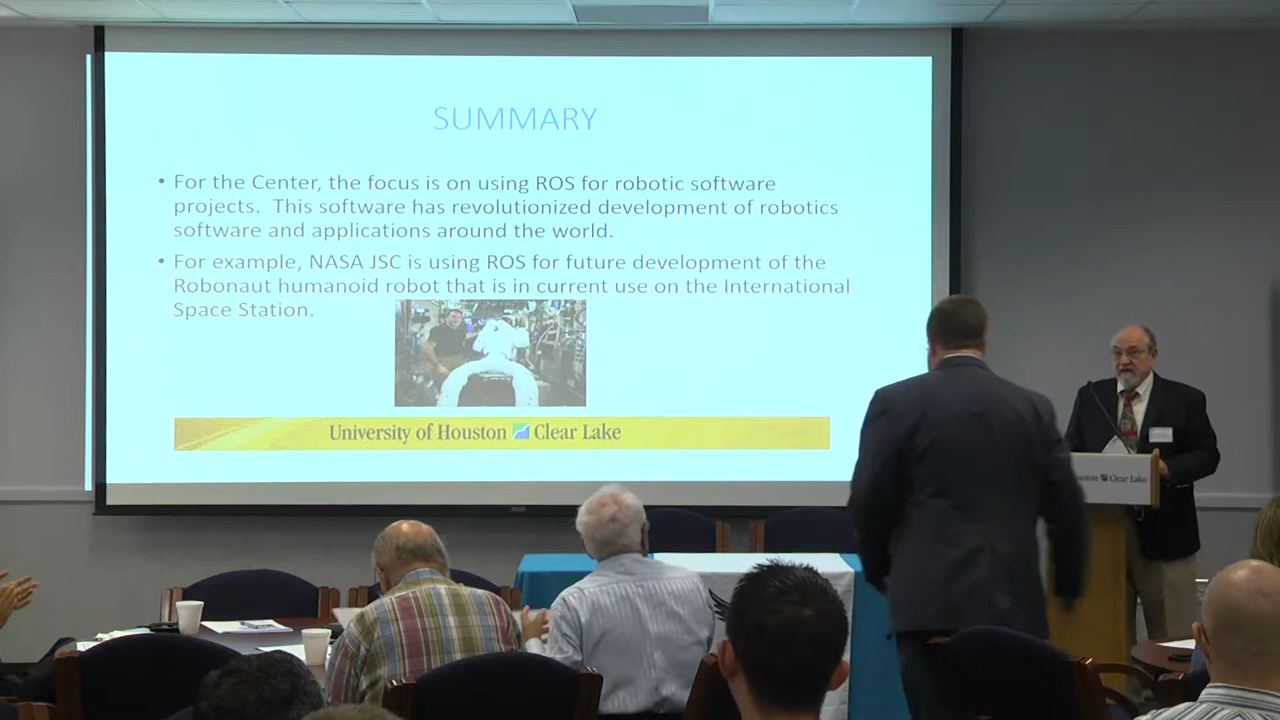 SUMMARY
• For the Center, the focus is on using ROS for robotic software
projects. This software has revolutionized development of robotics
software and applications around the world.
• For example, NASA JSC is using ROS for future development of the
Robonaut humanoid robot that is in current use on the International
Space Station.
University of Houston Clear Lake
Clear Lake